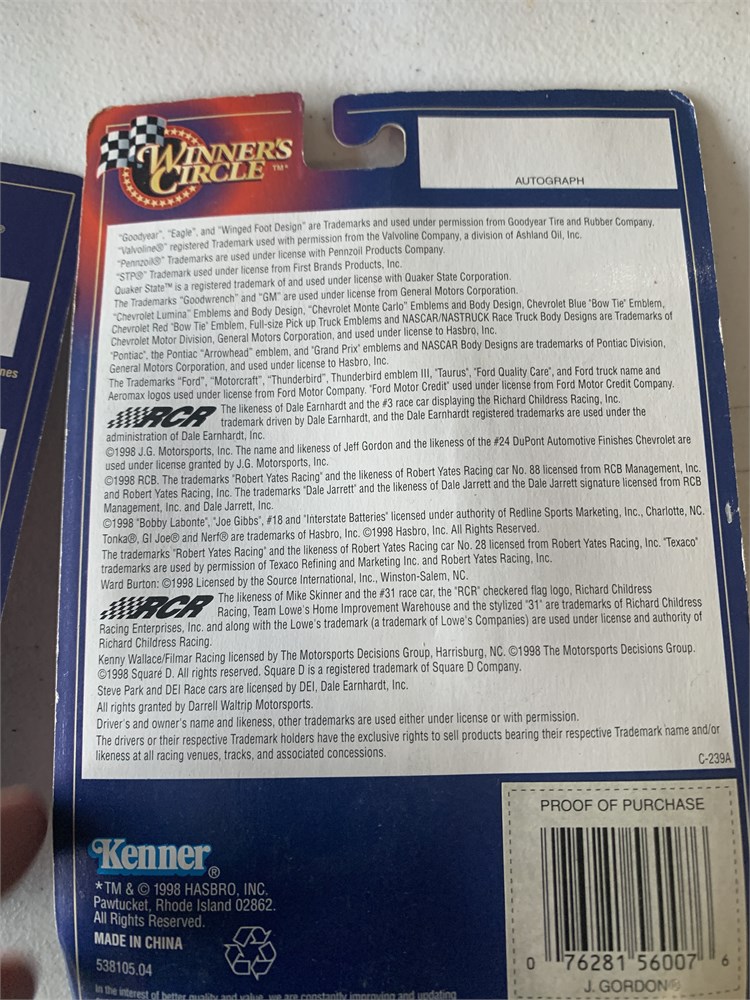 WINNER'S
CIRCLE ™*
AUTOGRAPH
"Goodyear", "Eagle", and "Winged Foot Design" are Trademarks and used under permission from Goodyear Tire and Rubber Company.
"Valvoline®" registered Trademark used with permission from the Valvoline Company, a division of Ashland Oil, Inc.
"Pennzoil®" Trademarks are used under license with Pennzoil Products Company.
"STP®" Trademark used under license from First Brands Products, Inc.
Quaker State™ is a registered trademark of and used under license with Quaker State Corporation.
The Trademarks "Goodwrench" and "GM" are used under license from General Motors Corporation.
"Chevrolet Lumina" Emblems and Body Design, "Chevrolet Monte Carlo" Emblems and Body Design, Chevrolet Blue "Bow Tie" Emblem,
Chevrolet Red "Bow Tie" Emblem, Full-size Pick up Truck Emblems and NASCAR/NASTRUCK Race Truck Body Designs are Trademarks of
Chevrolet Motor Division, General Motors Corporation, and used under license to Hasbro, Inc.
"Pontiac", the Pontiac "Arrowhead" emblem, and "Grand Prix" emblems and NASCAR Body Designs are trademarks of Pontiac Division,
General Motors Corporation, and used under license to Hasbro, Inc.
The Trademarks "Ford", "Motorcraft", "Thunderbird", Thunderbird emblem III, "Taurus", "Ford Quality Care", and Ford truck name and
Aeromax logos used under license from Ford Motor Company. "Ford Motor Credit" used under license from Ford Motor Credit Company.
RCR The likeness of Dale Earnhardt and the #3 race car displaying the Richard Childress Racing, Inc.
trademark driven by Dale Earnhardt, and the Dale Earnhardt registered trademarks are used under the
administration of Dale Earnhardt, Inc.
©1998 J.G. Motorsports, Inc. The name and likeness of Jeff Gordon and the likeness of the #24 DuPont Automotive Finishes Chevrolet are
used under license granted by J.G. Motorsports, Inc.
©1998 RCB. The trademarks "Robert Yates Racing" and the likeness of Robert Yates Racing car No. 88 licensed from RCB Management, Inc.
and Robert Yates Racing, Inc. The trademarks "Dale Jarrett" and the likeness of Dale Jarrett and the Dale Jarrett signature licensed from RCB
Management, Inc. and Dale Jarrett, Inc.
©1998 "Bobby Labonte", "Joe Gibbs", #18 and "Interstate Batteries" licensed under authority of Redline Sports Marketing, Inc., Charlotte, NC.
Tonka®, GI Joe® and Nerf® are trademarks of Hasbro, Inc. ©1998 Hasbro, Inc. All Rights Reserved.
The trademarks "Robert Yates Racing" and the likeness of Robert Yates Racing car No. 28 licensed from Robert Yates Racing, Inc. "Texaco"
trademarks are used by permission of Texaco Refining and Marketing Inc. and Robert Yates Racing, Inc.
Ward Burton: ©1998 Licensed by the Source International, Inc., Winston-Salem, NC.
RCR The likeness of Mike Skinner and the #31 race car, the "RCR" checkered flag logo, Richard Childress
Racing, Team Lowe's Home Improvement Warehouse and the stylized "31" are trademarks of Richard Childress
Racing Enterprises, Inc. and along with the Lowe's trademark (a trademark of Lowe's Companies) are used under license and authority of
Richard Childress Racing.
Kenny Wallace/Filmar Racing licensed by The Motorsports Decisions Group, Harrisburg, NC. ©1998 The Motorsports Decisions Group.
©1998 Square D. All rights reserved. Square D is a registered trademark of Square D Company.
Steve Park and DEI Race cars are licensed by DEI, Dale Earnhardt, Inc.
All rights granted by Darrell Waltrip Motorsports.
Driver's and owner's name and likeness, other trademarks are used either under license or with permission.
The drivers or their respective Trademark holders have the exclusive rights to sell products bearing their respective Trademark name and/or
likeness at all racing venues, tracks, and associated concessions.
C-239A
Kenner®
*TM & © 1998 HASBRO, INC.
Pawtucket, Rhode Island 02862.
All Rights Reserved.
MADE IN CHINA
538105.04
In the interest of better quality and value, we are constantly improving and updating
PROOF OF PURCHASE
0 76281 56007 6
J. GORDON®
nes